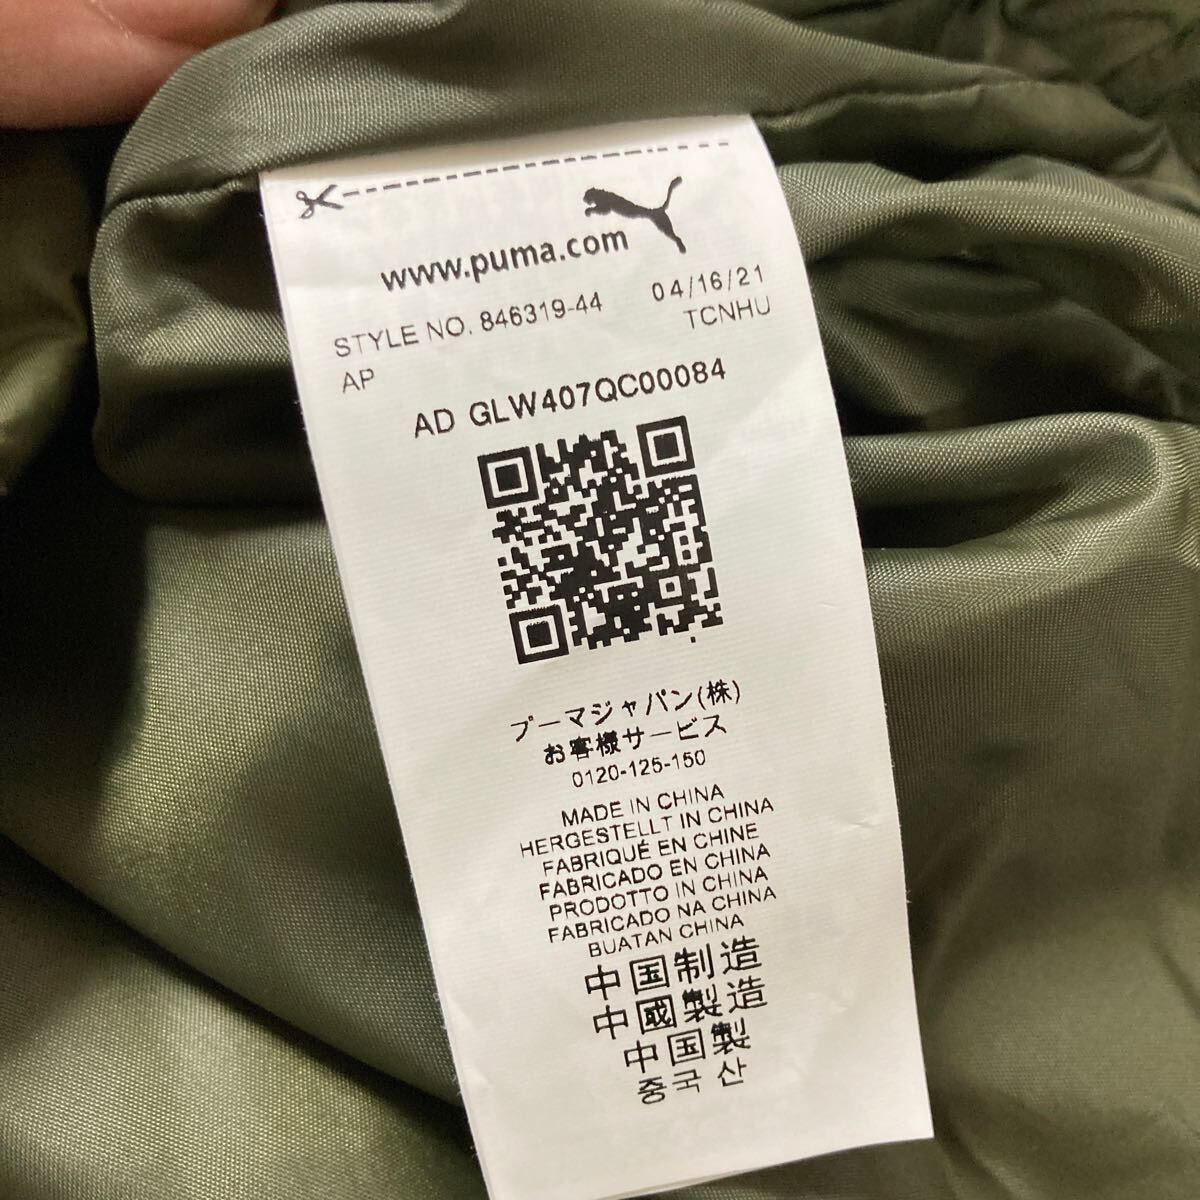 www.puma.com
STYLE NO. 846319-44 04/16/21
AP TCNHU
AD GLW407QC00084
プーマジャパン(株)
お客様サービス
0120-125-150
MADE IN CHINA
HERGESTELLT IN CHINA
FABRIQUÉ EN CHINE
FABRICADO EN CHINA
PRODOTTO IN CHINA
FABRICADO NA CHINA
BUATAN CHINA
中国制造
中國製造
中国製
중국 산